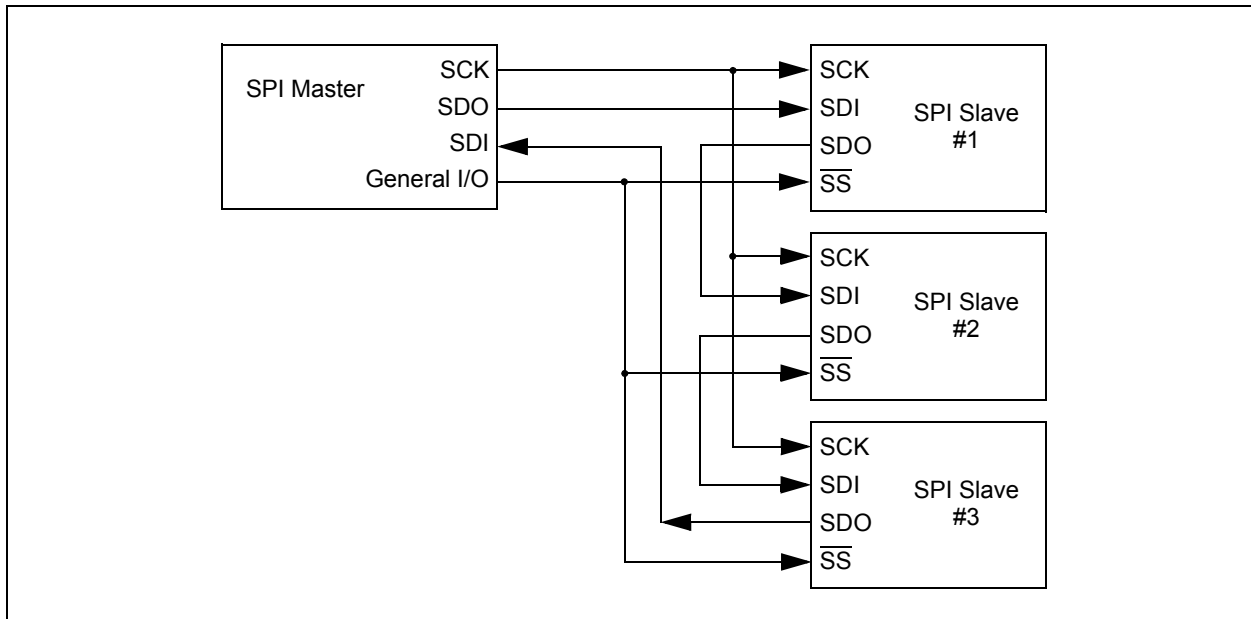 SPI Master
SCK
SDO
SDI
General I/O
SCK
SDI
SDO
SS
SPI Slave
#1
SCK
SDI
SDO
SS
SPI Slave
#2
SCK
SDI
SDO
SS
SPI Slave
#3